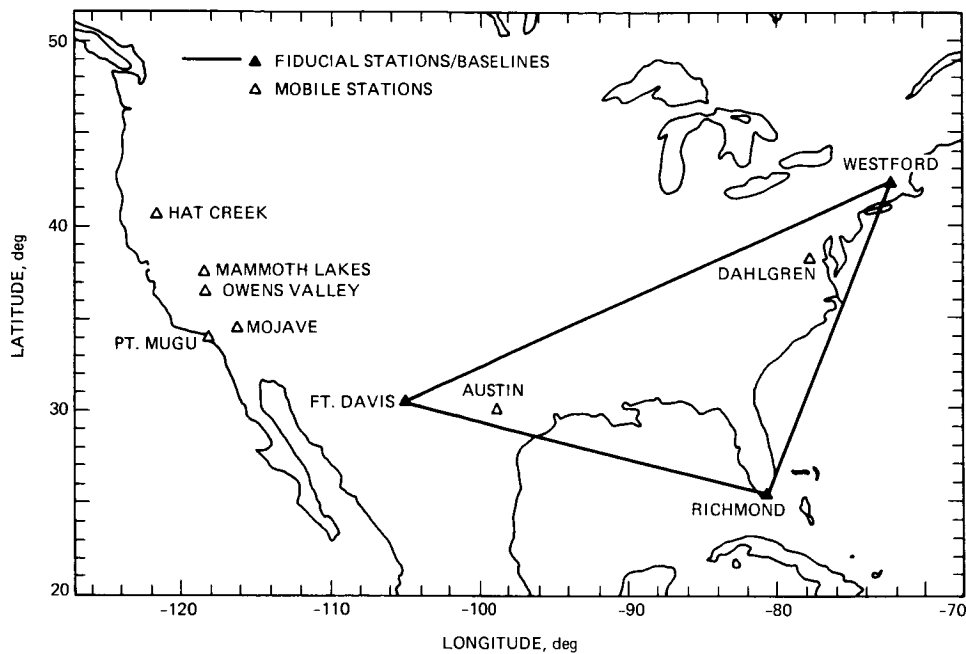 50
▲ FIDUCIAL STATIONS/BASELINES
△ MOBILE STATIONS
WESTFORD
40
HAT CREEK
MAMMOTH LAKES
DAHLGREN
OWENS VALLEY
MOJAVE
PT. MUGU
FT. DAVIS
AUSTIN
30
RICHMOND
20
-120
-110
-100
-90
-80
-70
LONGITUDE, deg
LATITUDE, deg